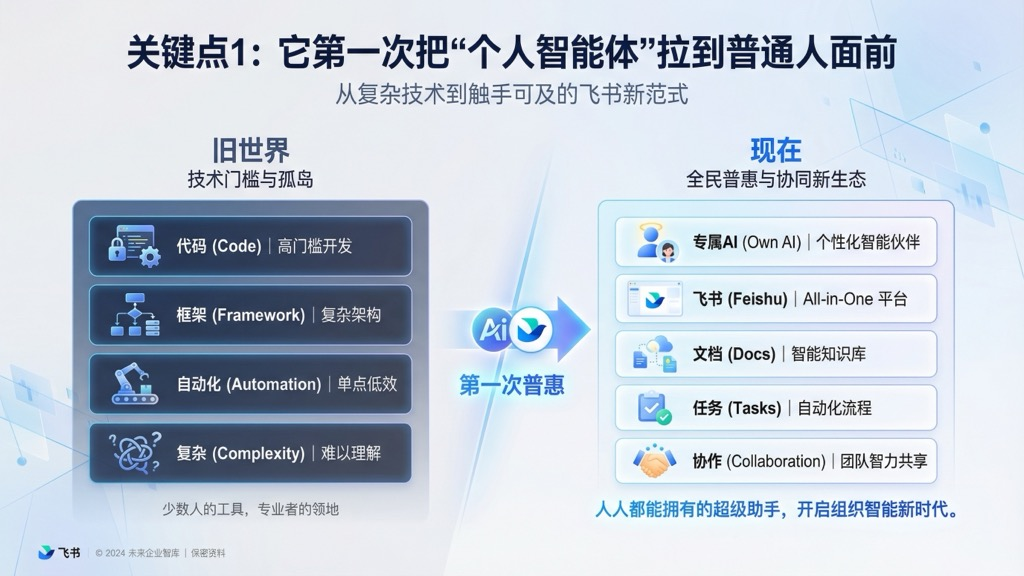 关键点1：它第一次把“个人智能体”拉到普通人面前
从复杂技术到触手可及的飞书新范式
旧世界
技术门槛与孤岛
代码 (Code)｜高门槛开发
框架 (Framework)｜复杂架构
自动化 (Automation)｜单点低效
复杂 (Complexity)｜难以理解
少数人的工具，专业者的领地
Ai
第一次普惠
现在
全民普惠与协同新生态
专属AI (Own AI)｜个性化智能伙伴
飞书 (Feishu)｜All-in-One 平台
文档 (Docs)｜智能知识库
任务 (Tasks)｜自动化流程
协作 (Collaboration)｜团队智力共享
人人都能拥有的超级助手，开启组织智能新时代。
飞书 © 2024 未来企业智库｜保密资料